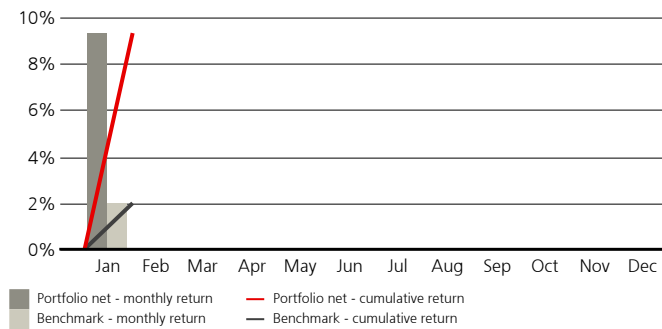 10%
8%
6%
4%
2%
0%
Jan Feb Mar Apr May Jun Jul Aug Sep Oct Nov Dec
Portfolio net - monthly return Portfolio net - cumulative return
Benchmark - monthly return Benchmark - cumulative return